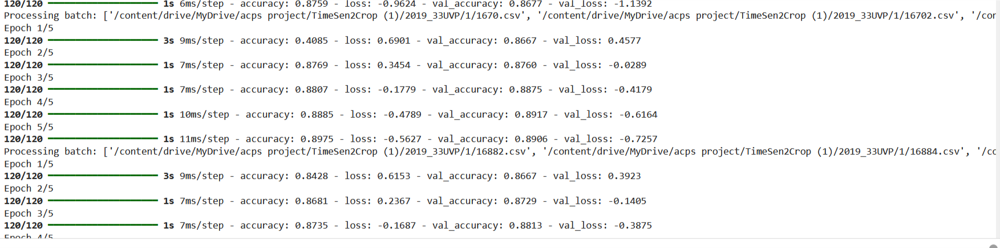 120/120 ━━━━━━━━━━━━━━━━━━━━ 1s 6ms/step - accuracy: 0.8759 - loss: -0.9624 - val_accuracy: 0.8677 - val_loss: -1.1392
Processing batch: ['/content/drive/MyDrive/acps project/TimeSen2Crop (1)/2019_33UVP/1/1670.csv', '/content/drive/MyDrive/acps project/TimeSen2Crop (1)/2019_33UVP/1/16702.csv', '/con
Epoch 1/5
120/120 ━━━━━━━━━━━━━━━━━━━━ 3s 9ms/step - accuracy: 0.4085 - loss: 0.6901 - val_accuracy: 0.8667 - val_loss: 0.4577
Epoch 2/5
120/120 ━━━━━━━━━━━━━━━━━━━━ 1s 7ms/step - accuracy: 0.8769 - loss: 0.3454 - val_accuracy: 0.8760 - val_loss: -0.0289
Epoch 3/5
120/120 ━━━━━━━━━━━━━━━━━━━━ 1s 7ms/step - accuracy: 0.8807 - loss: -0.1779 - val_accuracy: 0.8875 - val_loss: -0.4179
Epoch 4/5
120/120 ━━━━━━━━━━━━━━━━━━━━ 1s 10ms/step - accuracy: 0.8885 - loss: -0.4789 - val_accuracy: 0.8917 - val_loss: -0.6164
Epoch 5/5
120/120 ━━━━━━━━━━━━━━━━━━━━ 1s 11ms/step - accuracy: 0.8975 - loss: -0.5627 - val_accuracy: 0.8906 - val_loss: -0.7257
Processing batch: ['/content/drive/MyDrive/acps project/TimeSen2Crop (1)/2019_33UVP/1/16882.csv', '/content/drive/MyDrive/acps project/TimeSen2Crop (1)/2019_33UVP/1/16884.csv', '/co
Epoch 1/5
120/120 ━━━━━━━━━━━━━━━━━━━━ 3s 9ms/step - accuracy: 0.8428 - loss: 0.6153 - val_accuracy: 0.8667 - val_loss: 0.3923
Epoch 2/5
120/120 ━━━━━━━━━━━━━━━━━━━━ 1s 7ms/step - accuracy: 0.8681 - loss: 0.2367 - val_accuracy: 0.8729 - val_loss: -0.1405
Epoch 3/5
120/120 ━━━━━━━━━━━━━━━━━━━━ 1s 7ms/step - accuracy: 0.8735 - loss: -0.1687 - val_accuracy: 0.8813 - val_loss: -0.3875
Epoch 4/5